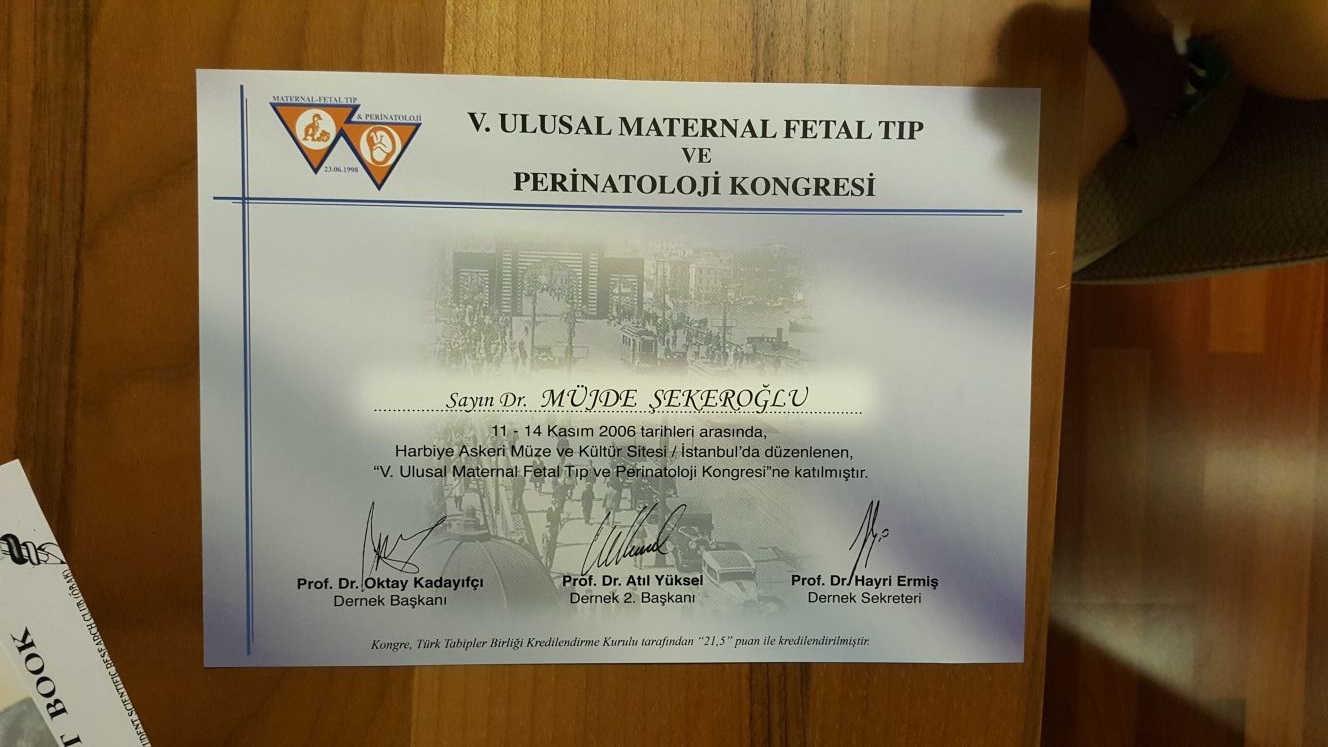 MATERNAL-FETAL TIP
& PERİNATOLOJİ
23.06.1998
V. ULUSAL MATERNAL FETAL TIP
VE
PERİNATOLOJİ KONGRESİ
Sayın Dr. MÜJDE ŞEKEROĞLU
11 - 14 Kasım 2006 tarihleri arasında,
Harbiye Askeri Müze ve Kültür Sitesi / İstanbul'da düzenlenen,
“V. Ulusal Maternal Fetal Tıp ve Perinatoloji Kongresi”ne katılmıştır.
Prof. Dr. Oktay Kadayıfçı
Dernek Başkanı
Prof. Dr. Atıl Yüksel
Dernek 2. Başkanı
Prof. Dr. Hayri Ermiş
Dernek Sekreteri
Kongre, Türk Tabipler Birliği Kredilendirme Kurulu tarafından “21,5” puan ile kredilendirilmiştir.
BOOK
SCIENTIFIC RESEARCH CLUB (ÖBAK)